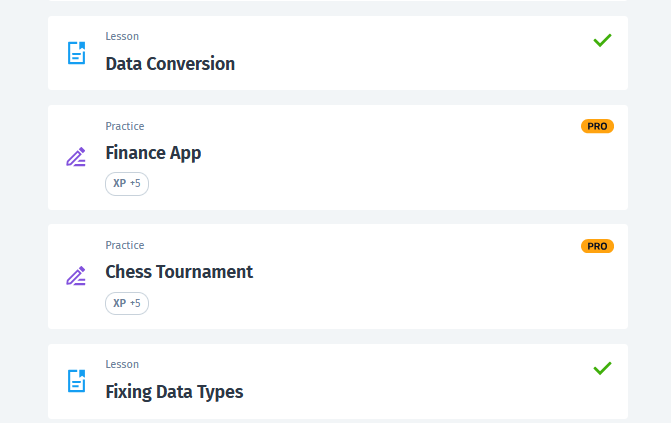 Lesson
Data Conversion
Practice
PRO
Finance App
XP +5
Practice
PRO
Chess Tournament
XP +5
Lesson
Fixing Data Types